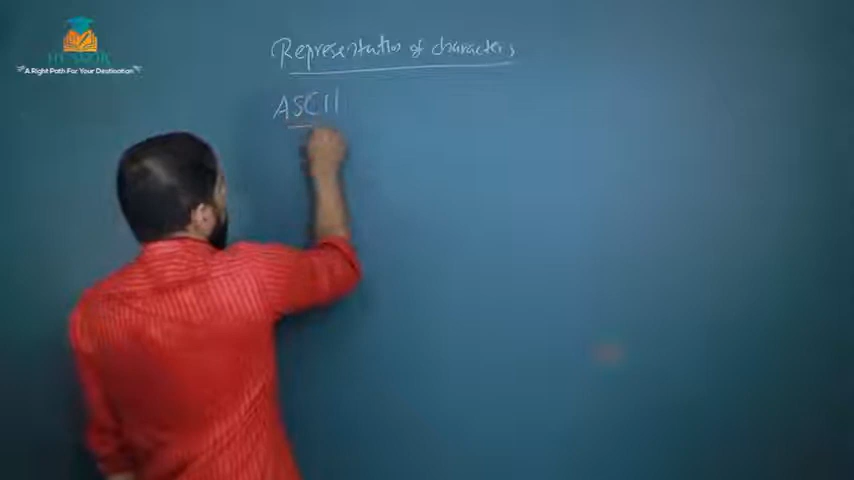 A Right Path For Your Destination
Representation of characters
ASCII